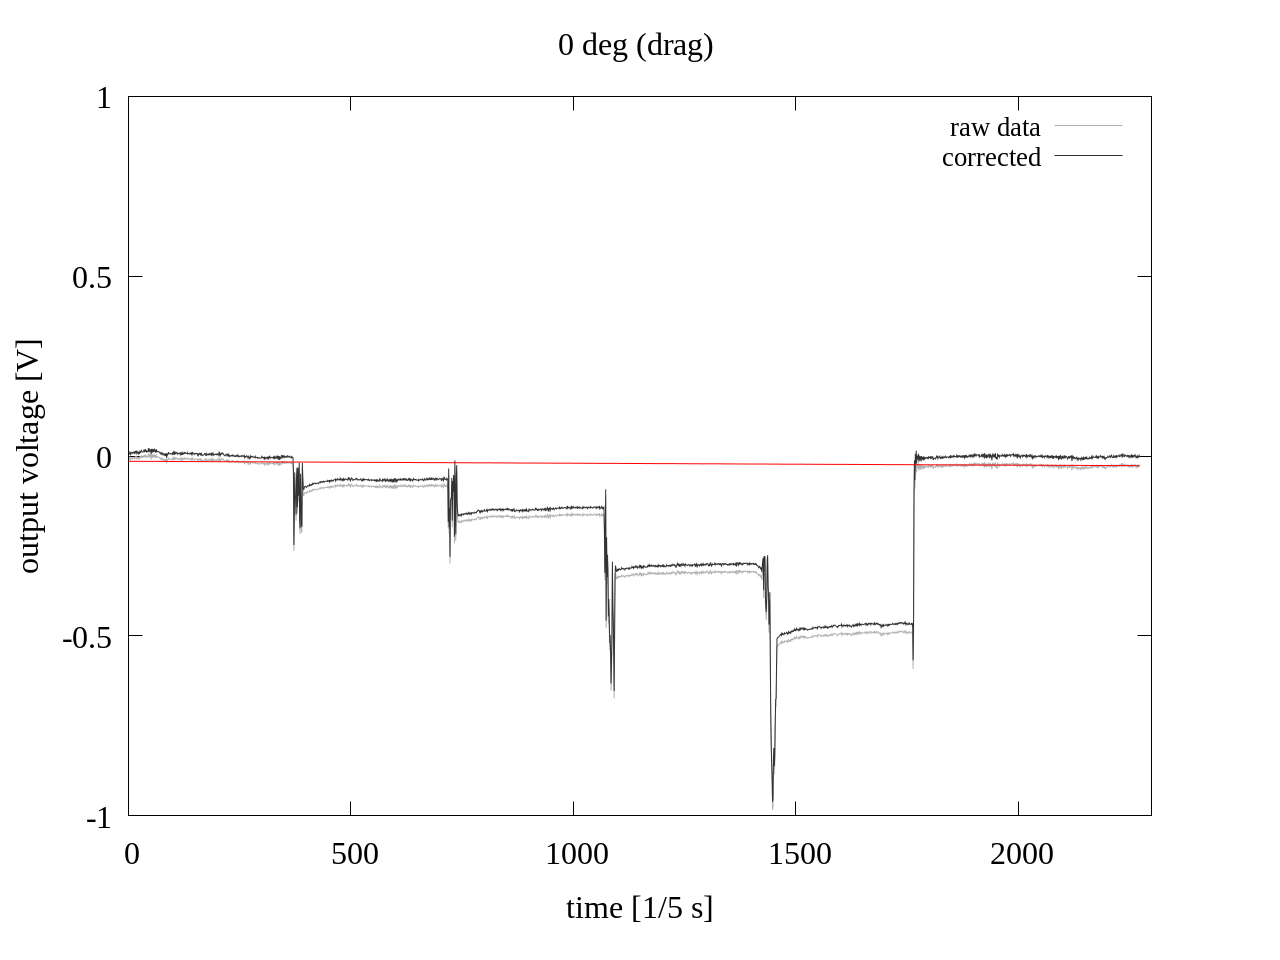 0 deg (drag)
raw data
corrected
1
0.5
0
-0.5
-1
output voltage [V]
0 500 1000 1500 2000
time [1/5 s]